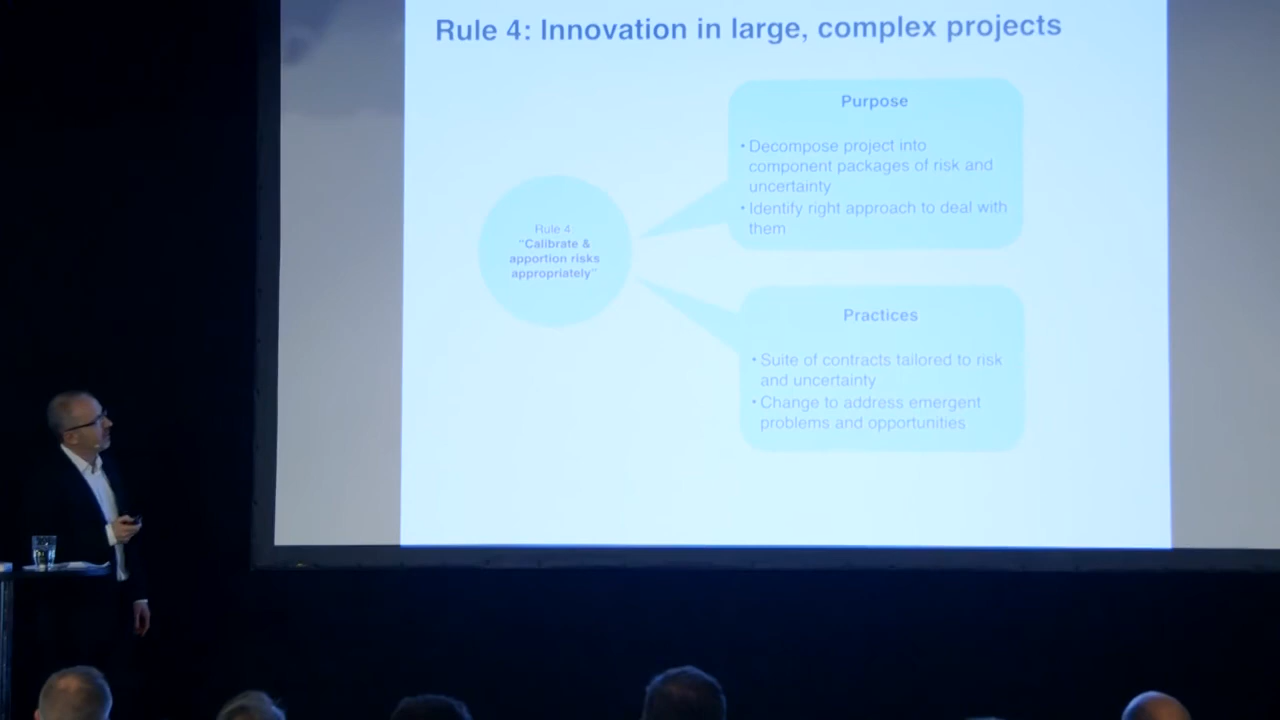 Rule 4: Innovation in large, complex projects
Purpose
• Decompose project into
component packages of risk and
uncertainty
• Identify right approach to deal with
them
Rule 4
"Calibrate &
apportion risks
appropriately"
Practices
• Suite of contracts tailored to risk
and uncertainty
• Change to address emergent
problems and opportunities